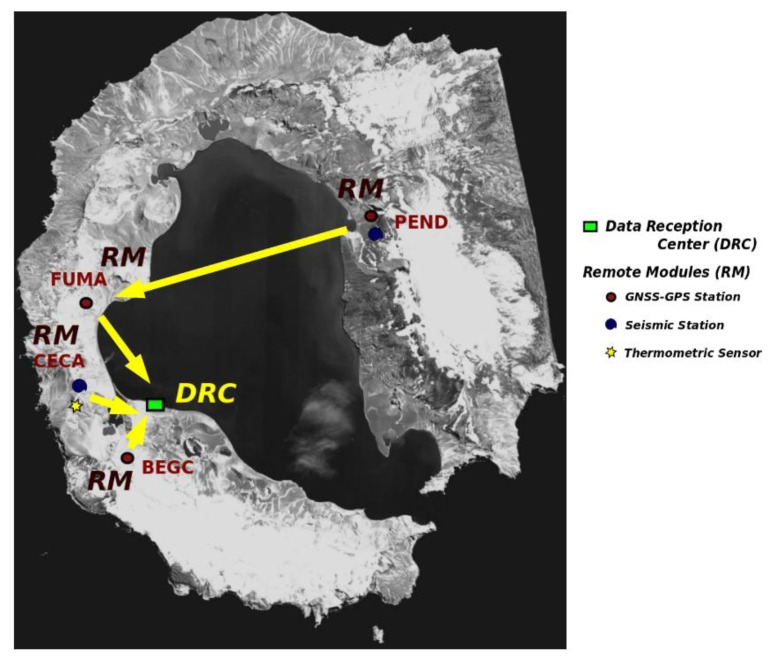 RM
PEND
RM
FUMA
RM
CECA
DRC
BEGC
RM
Data Reception
Center (DRC)
Remote Modules (RM)
GNSS-GPS Station
Seismic Station
Thermometric Sensor